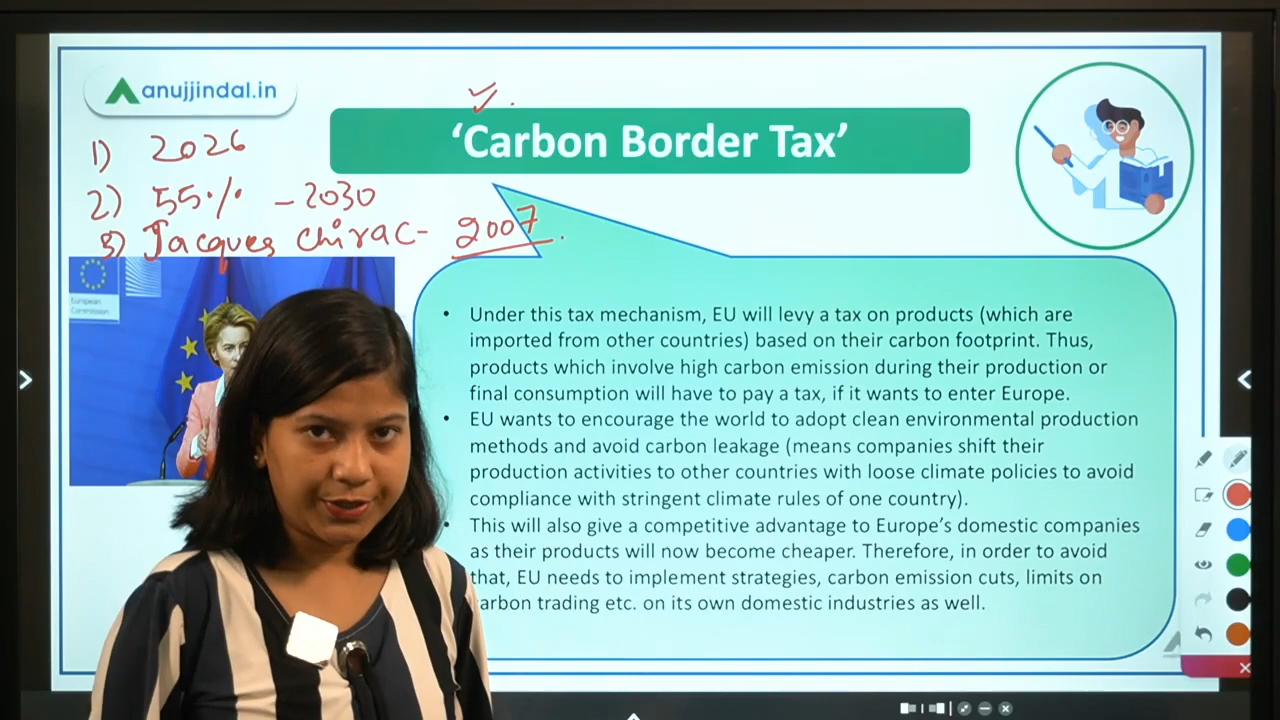 anujjindal.in
‘Carbon Border Tax’
1) 2026
2) 55% - 2030
3) Jacques Chirac - 2007
European
Commission
• Under this tax mechanism, EU will levy a tax on products (which are
imported from other countries) based on their carbon footprint. Thus,
products which involve high carbon emission during their production or
final consumption will have to pay a tax, if it wants to enter Europe.
• EU wants to encourage the world to adopt clean environmental production
methods and avoid carbon leakage (means companies shift their
production activities to other countries with loose climate policies to avoid
compliance with stringent climate rules of one country).
• This will also give a competitive advantage to Europe’s domestic companies
as their products will now become cheaper. Therefore, in order to avoid
that, EU needs to implement strategies, carbon emission cuts, limits on
carbon trading etc. on its own domestic industries as well.